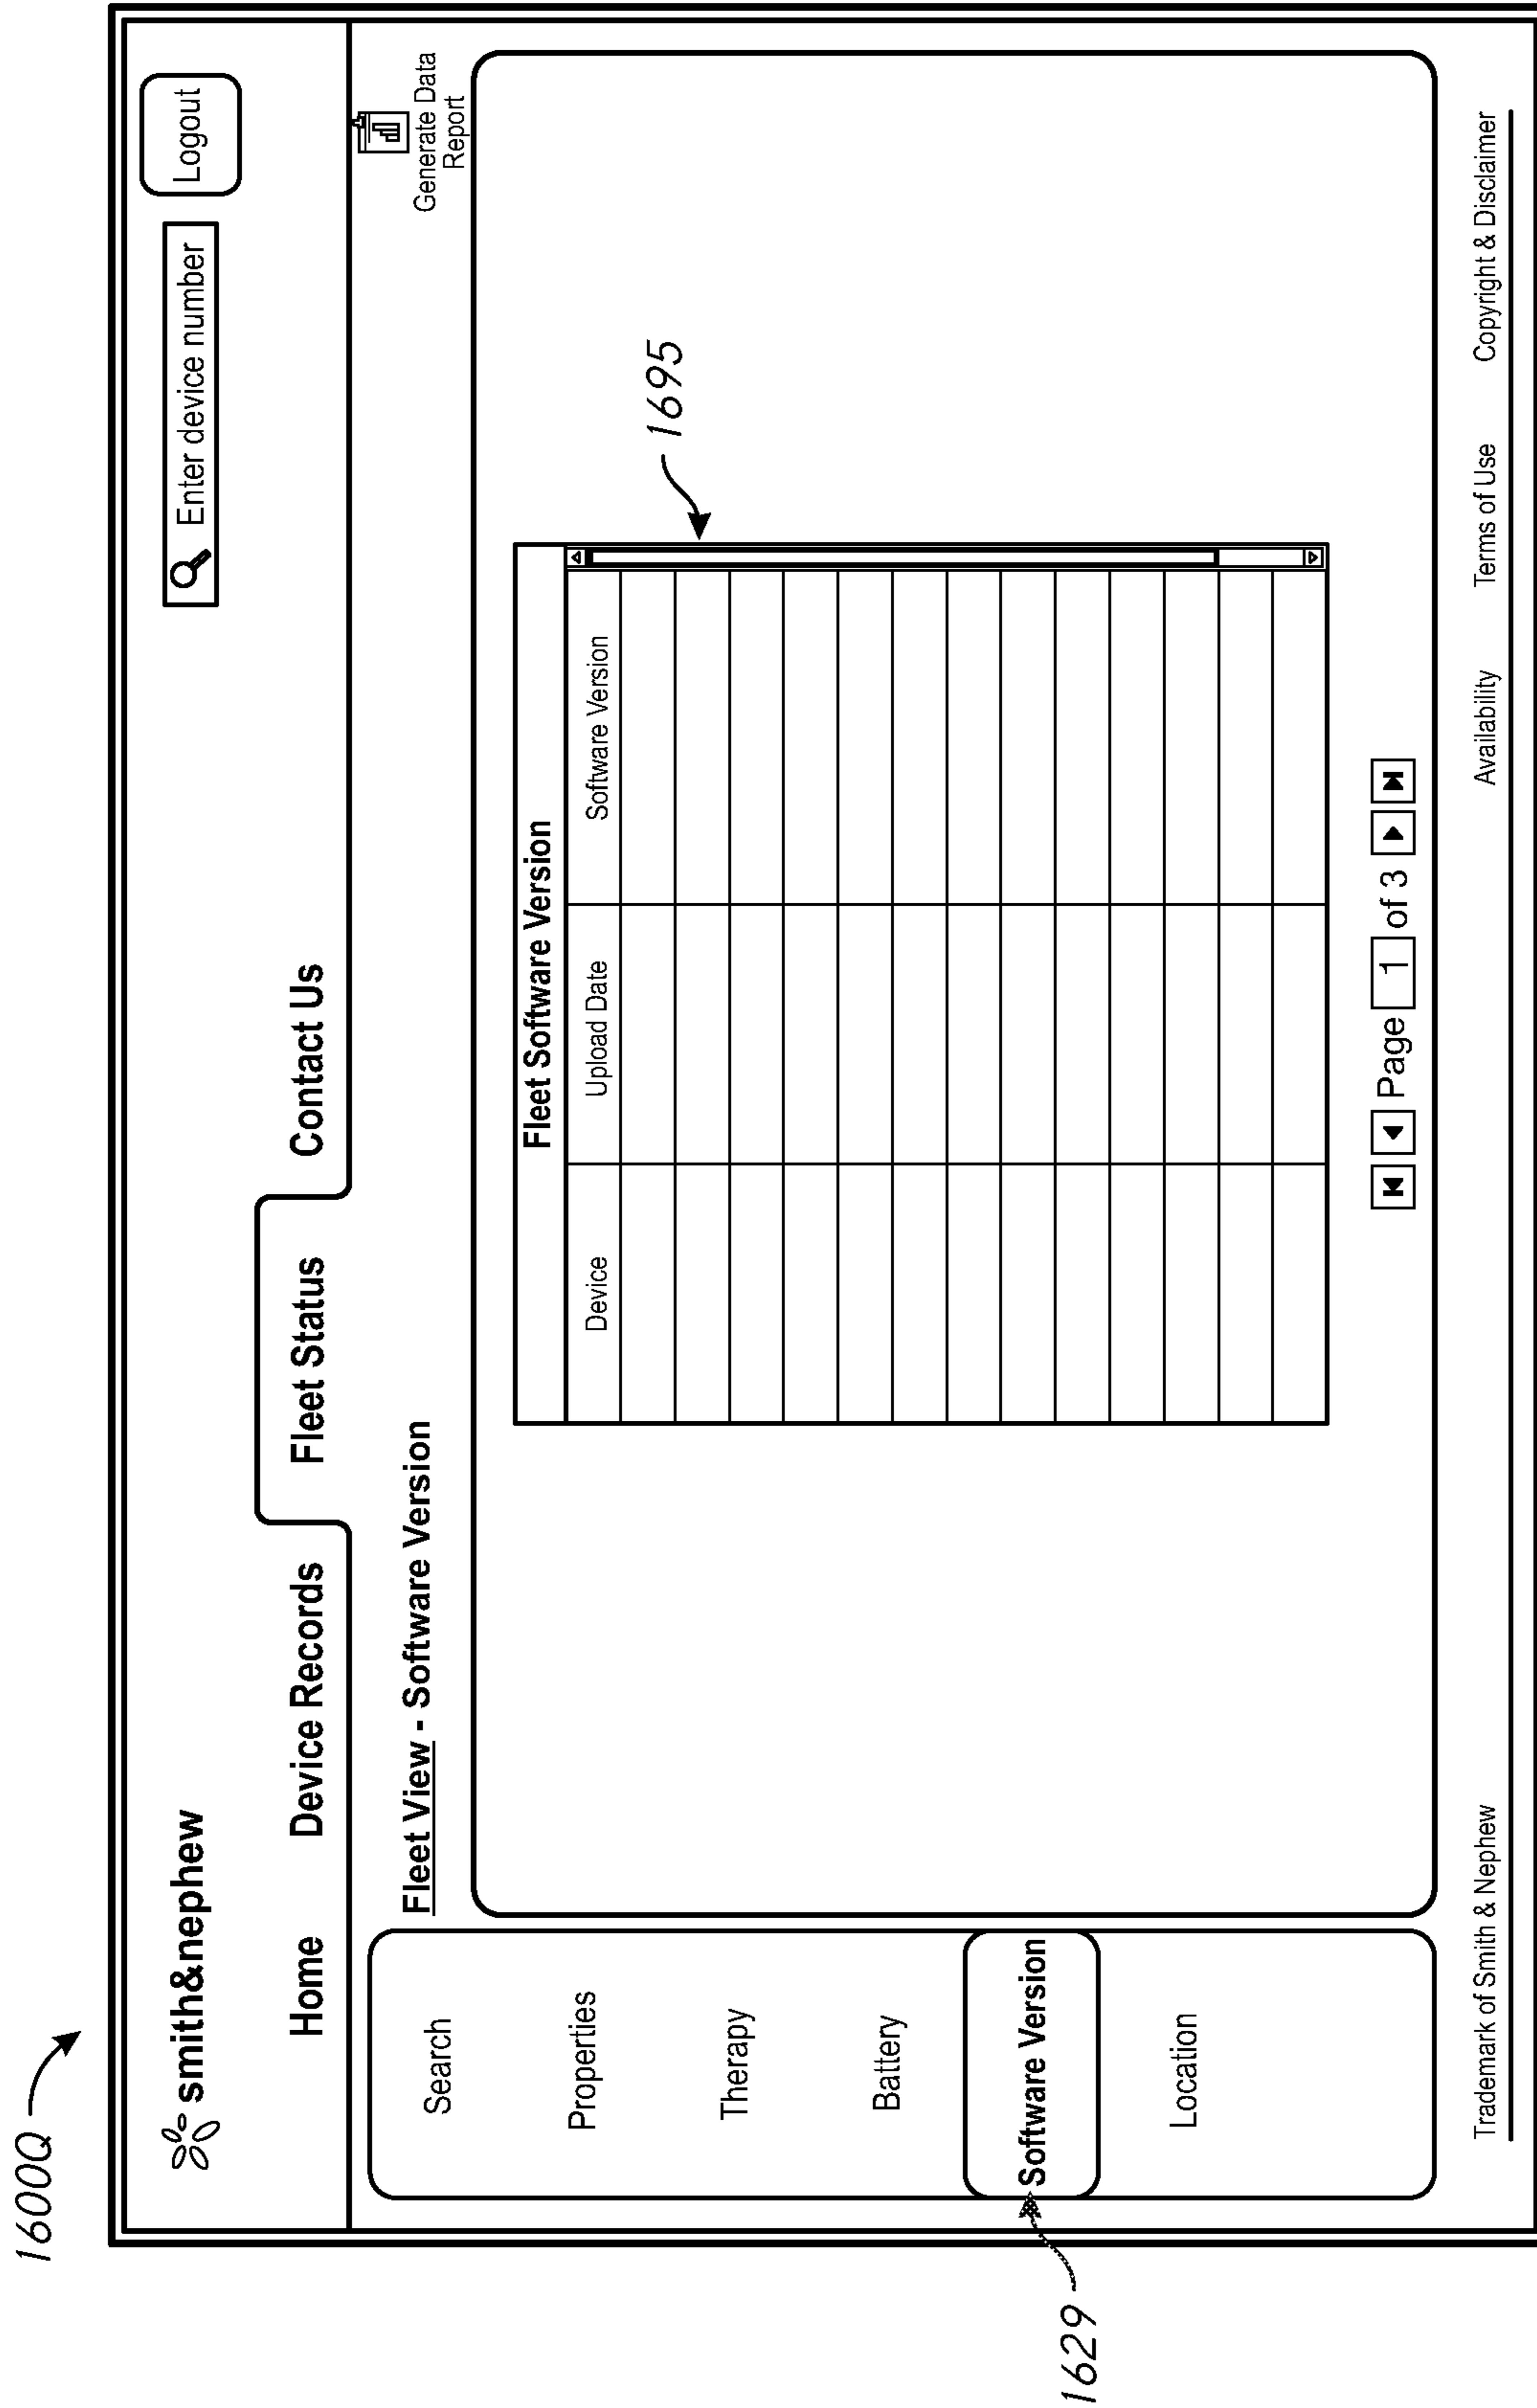 1600Q
smith&nephew
Enter device number
Logout
Home
Device Records
Fleet Status
Contact Us
Fleet View - Software Version
Generate Data
Report
Search
Properties
Therapy
Battery
Software Version
Location
1629
Fleet Software Version
Device
Upload Date
Software Version
1695
Page 1 of 3
Trademark of Smith & Nephew
Availability
Terms of Use
Copyright & Disclaimer